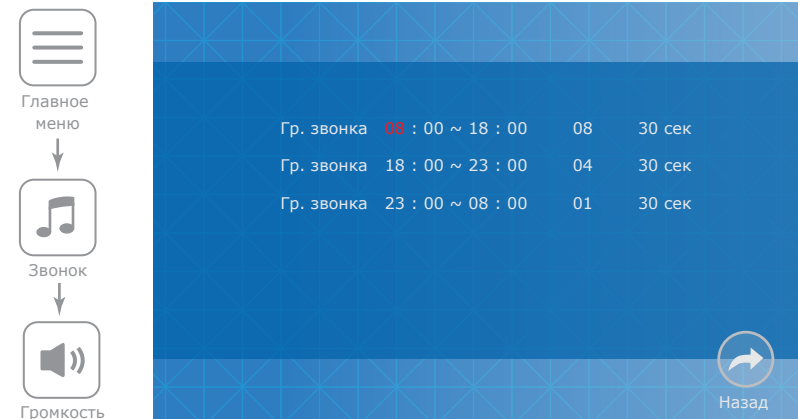 Главное
меню
Звонок
Громкость
Гр. звонка 08 : 00 ~ 18 : 00 08 30 сек
Гр. звонка 18 : 00 ~ 23 : 00 04 30 сек
Гр. звонка 23 : 00 ~ 08 : 00 01 30 сек
Назад